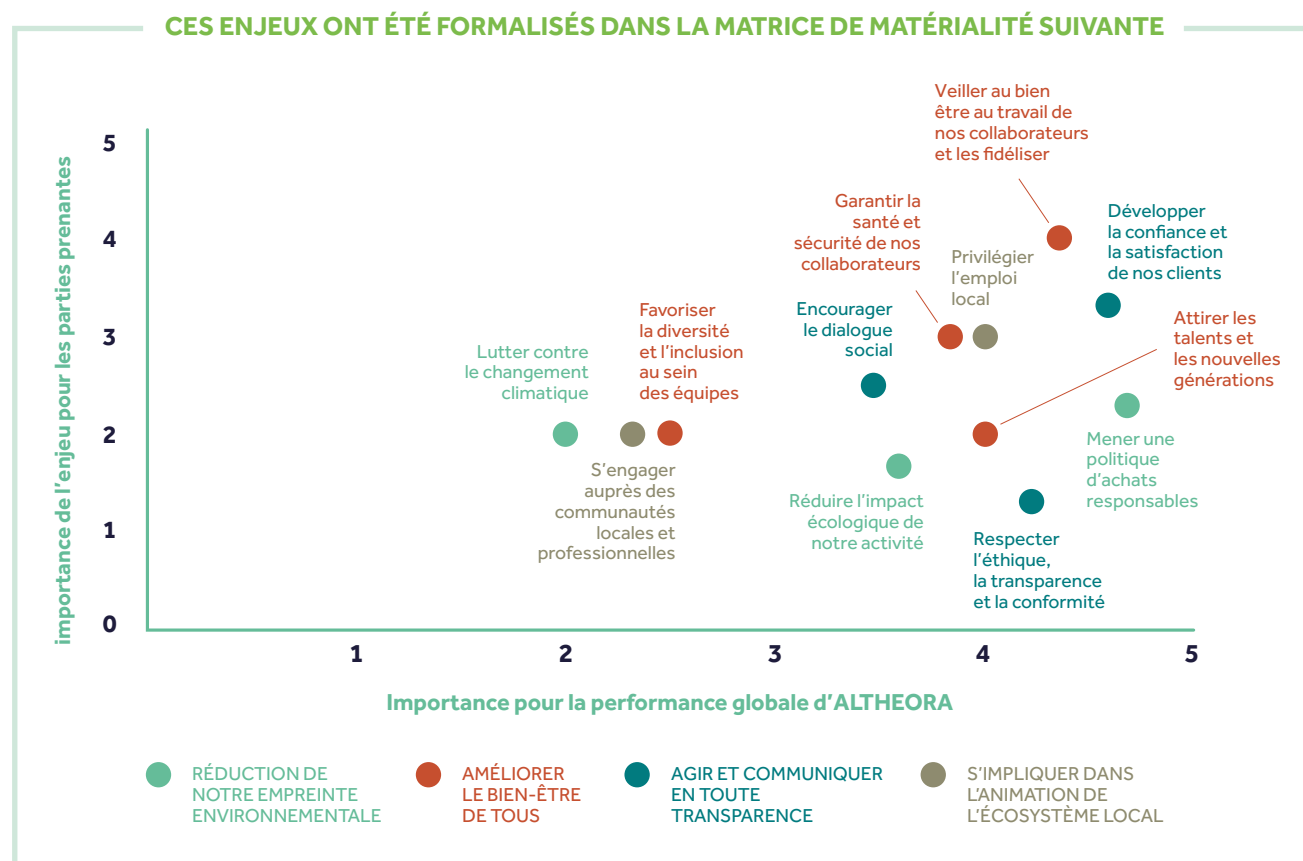 CES ENJEUX ONT ÉTÉ FORMALISÉS DANS LA MATRICE DE MATÉRIALITÉ SUIVANTE
importance de l'enjeu pour les parties prenantes
5
4
3
2
1
0
Veiller au bien
être au travail de
nos collaborateurs
et les fidéliser
Garantir la
santé et
sécurité de nos
collaborateurs
Développer
la confiance et
la satisfaction
de nos clients
Privilégier
l'emploi
local
Encourager
le dialogue
social
Favoriser
la diversité
et l'inclusion
au sein
des équipes
Attirer les
talents et
les nouvelles
générations
Lutter contre
le changement
climatique
Mener une
politique
d'achats
responsables
S'engager
auprès des
communautés
locales et
professionnelles
Réduire l'impact
écologique de
notre activité
Respecter
l'éthique,
la transparence
et la conformité
1
2
3
4
5
Importance pour la performance globale d'ALTHEORA
RÉDUCTION DE
NOTRE EMPREINTE
ENVIRONNEMENTALE
AMÉLIORER
LE BIEN-ÊTRE
DE TOUS
AGIR ET COMMUNIQUER
EN TOUTE
TRANSPARENCE
S'IMPLIQUER DANS
L'ANIMATION DE
L'ÉCOSYSTÈME LOCAL